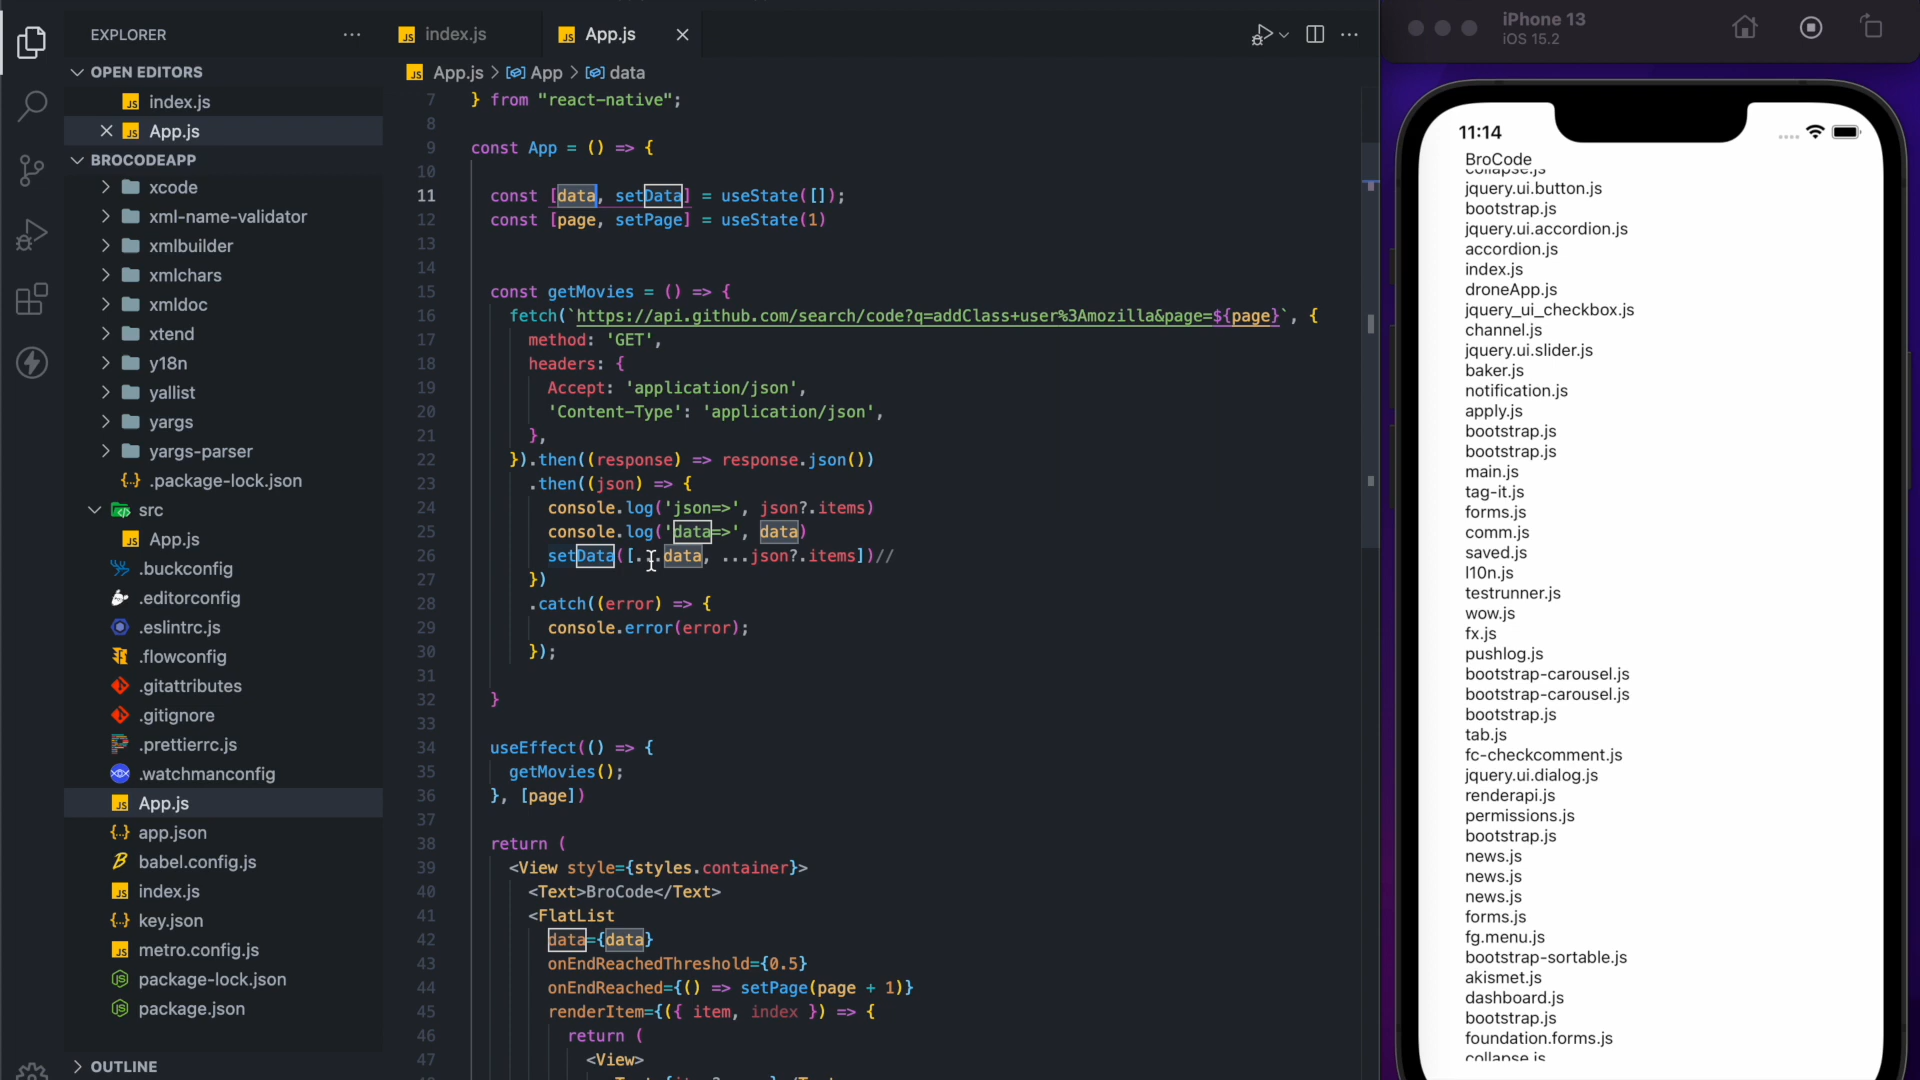 EXPLORER
OPEN EDITORS
index.js
App.js
BROCODEAPP
xcode
xml-name-validator
xmlbuilder
xmlchars
xmldoc
xtend
y18n
yallist
yargs
yargs-parser
.package-lock.json
src
App.js
.buckconfig
.editorconfig
.eslintrc.js
.flowconfig
.gitattributes
.gitignore
.prettierrc.js
.watchmanconfig
App.js
app.json
babel.config.js
index.js
key.json
metro.config.js
package-lock.json
package.json
OUTLINE
index.js
App.js
App.js > App > data
7 } from "react-native";
8
9 const App = () => {
10
11 const [data, setData] = useState([]);
12 const [page, setPage] = useState(1)
13
14
15 const getMovies = () => {
16 fetch(`https://api.github.com/search/code?q=addClass+user%3Amozilla&page=${page}`, {
17 method: 'GET',
18 headers: {
19 Accept: 'application/json',
20 'Content-Type': 'application/json',
21 },
22 }).then((response) => response.json())
23 .then((json) => {
24 console.log('json=>', json?.items)
25 console.log('data=>', data)
26 setData([...data, ...json?.items])//
27 })
28 .catch((error) => {
29 console.error(error);
30 });
31
32 }
33
34 useEffect(() => {
35 getMovies();
36 }, [page])
37
38 return (
39 <View style={styles.container}>
40 <Text>BroCode</Text>
41 <FlatList
42 data={data}
43 onEndReachedThreshold={0.5}
44 onEndReached={() => setPage(page + 1)}
45 renderItem={({ item, index }) => {
46 return (
47 <View>
iPhone 13
iOS 15.2
11:14
BroCode
collapse.js
jquery.ui.button.js
bootstrap.js
jquery.ui.accordion.js
accordion.js
index.js
droneApp.js
jquery_ui_checkbox.js
channel.js
jquery.ui.slider.js
baker.js
notification.js
apply.js
bootstrap.js
bootstrap.js
main.js
tag-it.js
forms.js
comm.js
saved.js
l10n.js
testrunner.js
wow.js
fx.js
pushlog.js
bootstrap-carousel.js
bootstrap-carousel.js
bootstrap.js
tab.js
fc-checkcomment.js
jquery.ui.dialog.js
renderapi.js
permissions.js
bootstrap.js
news.js
news.js
news.js
forms.js
fg.menu.js
bootstrap-sortable.js
akismet.js
dashboard.js
bootstrap.js
foundation.forms.js
collapse.js